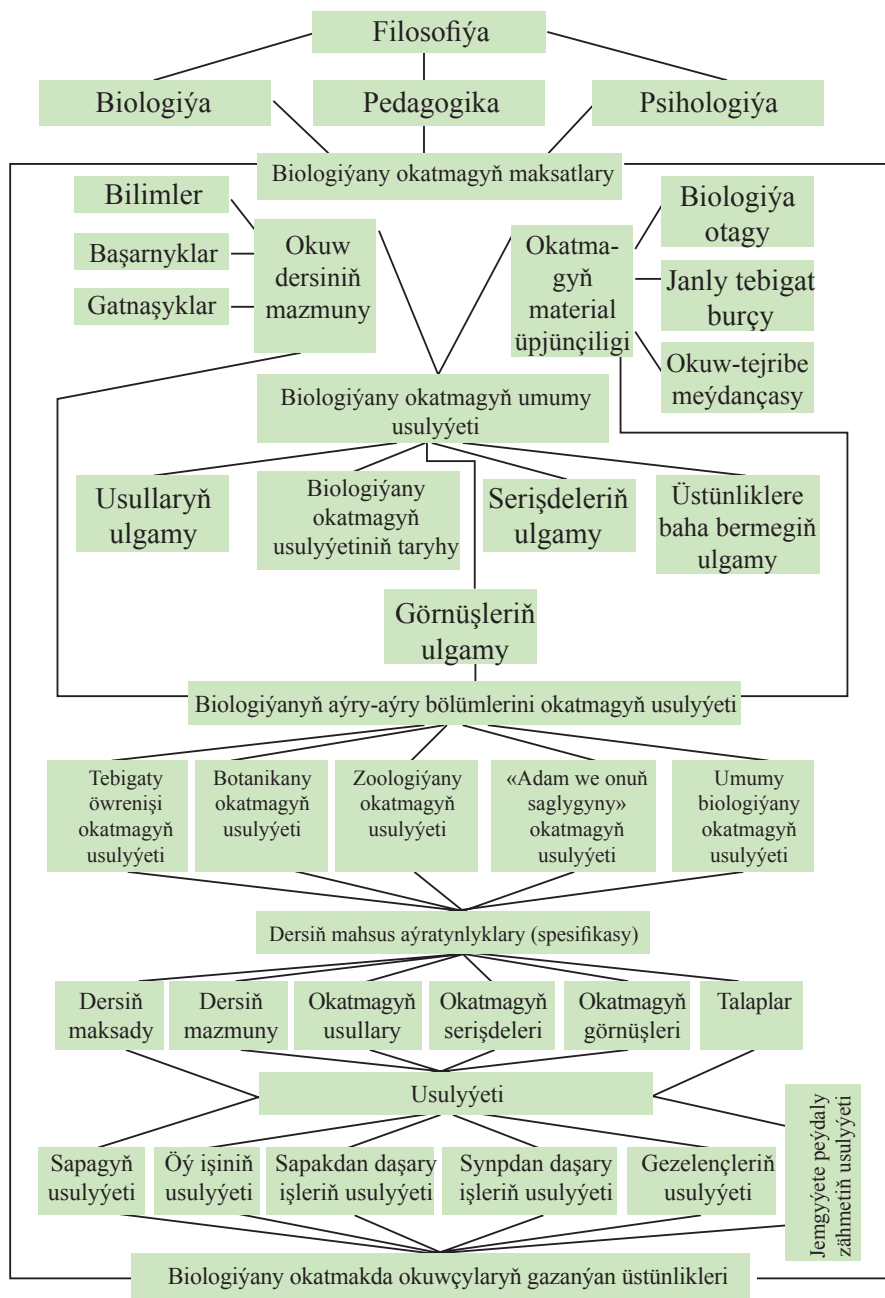 Filosofiýa
Biologiýa
Pedagogika
Psihologiýa
Biologiýany okatmagyň maksatlary
Bilimler
Başarnyklar
Gatnaşyklar
Okuw
dersiniň
mazmuny
Okatma-
gyň
material
üpjünçiligi
Biologiýa
otagy
Janly tebigat
burçy
Okuw-tejribe
meýdançasy
Biologiýany okatmagyň umumy
usulyýeti
Usullaryň
ulgamy
Biologiýany
okatmagyň
usulyýetiniň taryhy
Serişdeleriň
ulgamy
Üstünliklere
baha bermegiň
ulgamy
Görnüşleriň
ulgamy
Biologiýanyň aýry-aýry bölümlerini okatmagyň usulyýeti
Tebigaty
öwrenişi
okatmagyň
usulyýeti
Botanikany
okatmagyň
usulyýeti
Zoologiýany
okatmagyň
usulyýeti
«Adam we onuň
saglygyny»
okatmagyň
usulyýeti
Umumy
biologiýany
okatmagyň
usulyýeti
Dersiň mahsus aýratynlyklary (spesifikasy)
Dersiň
maksady
Dersiň
mazmuny
Okatmagyň
usullary
Okatmagyň
serişdeleri
Okatmagyň
görnüşleri
Talaplar
Usulyýeti
Sapagyň
usulyýeti
Öý işiniň
usulyýeti
Sapakdan daşary
işleriň usulyýeti
Synpdan daşary
işleriň usulyýeti
Gezelençleriň
usulyýeti
Jemgyýete peýdaly
zähmetiň usulyýeti
Biologiýany okatmakda okuwçylaryň gazanýan üstünlikleri